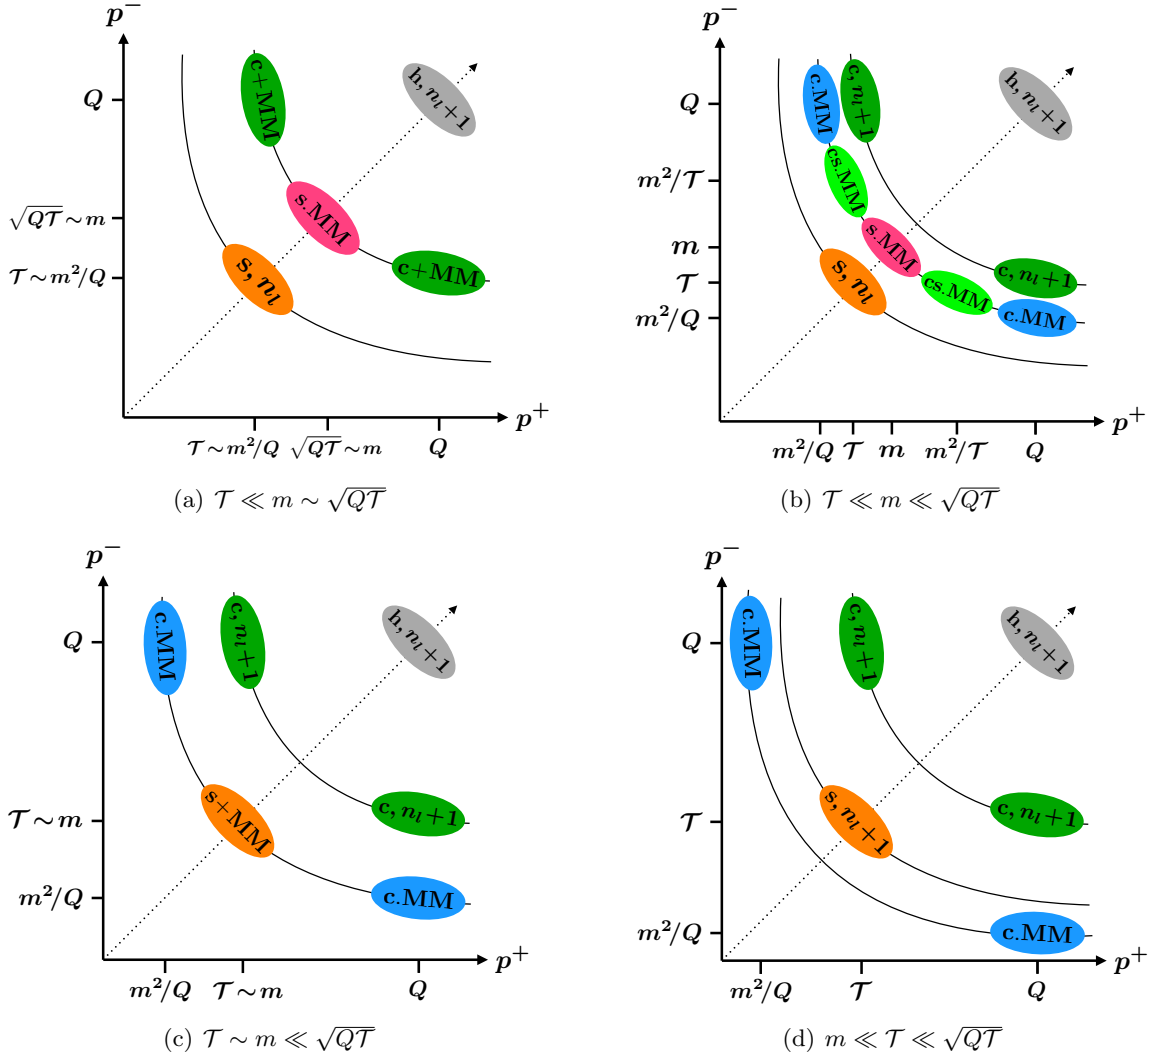 p⁻
Q
√QT ∼ m
T ∼ m²/Q
c+MM
h, nₗ+1
s.MM
s, nₗ
c+MM
p⁺
T ∼ m²/Q √QT ∼ m Q
(a) T ≪ m ∼ √QT
p⁻
Q
m²/T
m
T
m²/Q
c.MM
c, nₗ+1
h, nₗ+1
cs.MM
s.MM
s, nₗ
cs.MM
c, nₗ+1
c.MM
p⁺
m²/Q T m m²/T Q
(b) T ≪ m ≪ √QT
p⁻
Q
T ∼ m
m²/Q
c.MM
c, nₗ+1
h, nₗ+1
s+MM
c, nₗ+1
c.MM
p⁺
m²/Q T ∼ m Q
(c) T ∼ m ≪ √QT
p⁻
Q
T
m²/Q
c.MM
c, nₗ+1
h, nₗ+1
s, nₗ+1
c, nₗ+1
c.MM
p⁺
m²/Q T Q
(d) m ≪ T ≪ √QT